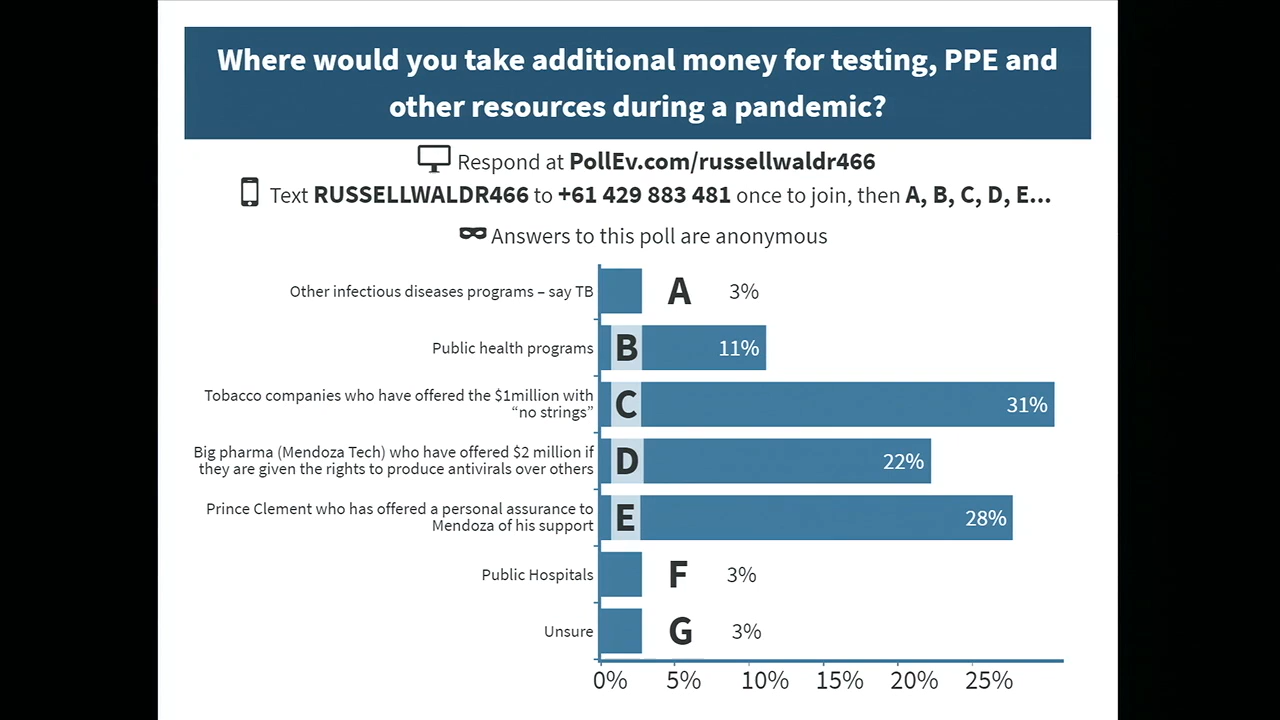 Where would you take additional money for testing, PPE and
other resources during a pandemic?
Respond at PollEv.com/russellwaldr466
Text RUSSELLWALDR466 to +61 429 883 481 once to join, then A, B, C, D, E...
Answers to this poll are anonymous
Other infectious diseases programs – say TB A 3%
Public health programs B 11%
Tobacco companies who have offered the $1million with
“no strings” C 31%
Big pharma (Mendoza Tech) who have offered $2 million if
they are given the rights to produce antivirals over others D 22%
Prince Clement who has offered a personal assurance to
Mendoza of his support E 28%
Public Hospitals F 3%
Unsure G 3%
0% 5% 10% 15% 20% 25%